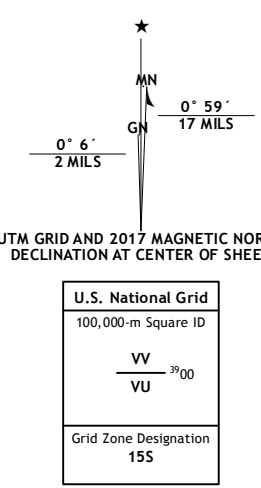 ★
MN
GN
0° 59´
17 MILS
0° 6´
2 MILS
UTM GRID AND 2017 MAGNETIC NOR
DECLINATION AT CENTER OF SHEE
U.S. National Grid
100,000-m Square ID
VV
3900
VU
Grid Zone Designation
15S